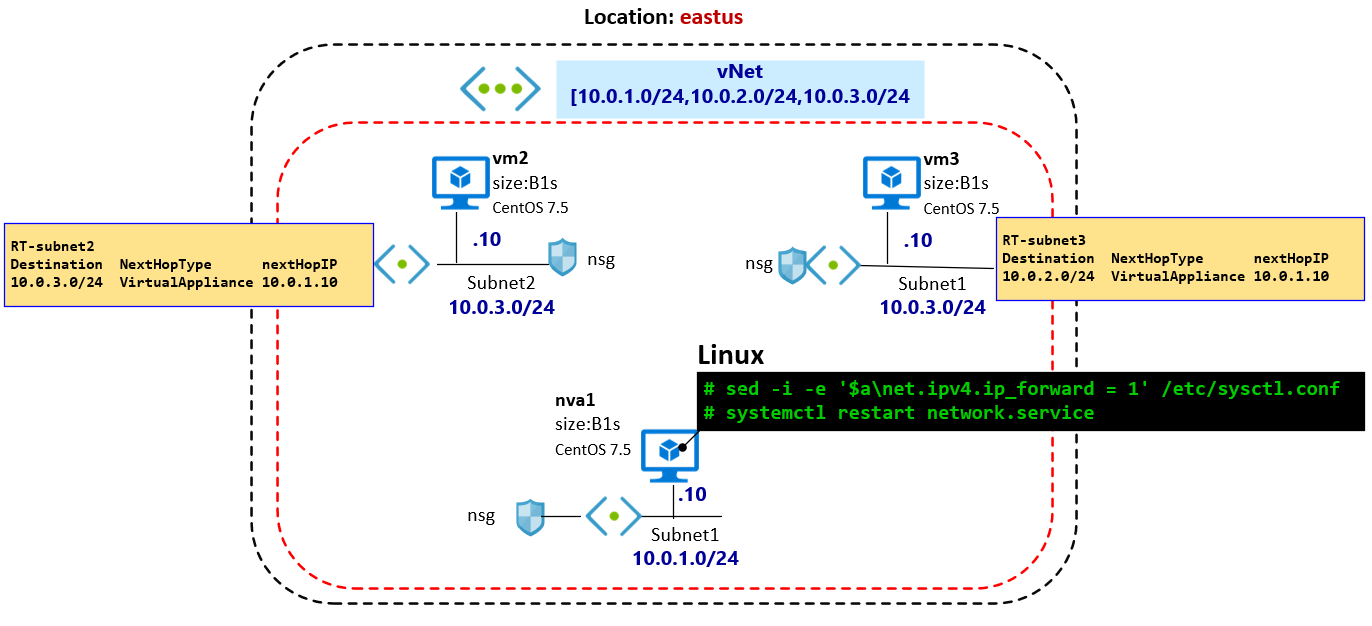 Location: eastus
vNet
[10.0.1.0/24,10.0.2.0/24,10.0.3.0/24
vm2
size:B1s
CentOS 7.5
.10
nsg
Subnet2
10.0.3.0/24
RT-subnet2
Destination NextHopType nextHopIP
10.0.3.0/24 VirtualAppliance 10.0.1.10
vm3
size:B1s
CentOS 7.5
.10
nsg
Subnet1
10.0.3.0/24
RT-subnet3
Destination NextHopType nextHopIP
10.0.2.0/24 VirtualAppliance 10.0.1.10
Linux
# sed -i -e '$a\net.ipv4.ip_forward = 1' /etc/sysctl.conf
# systemctl restart network.service
nva1
size:B1s
CentOS 7.5
.10
nsg
Subnet1
10.0.1.0/24